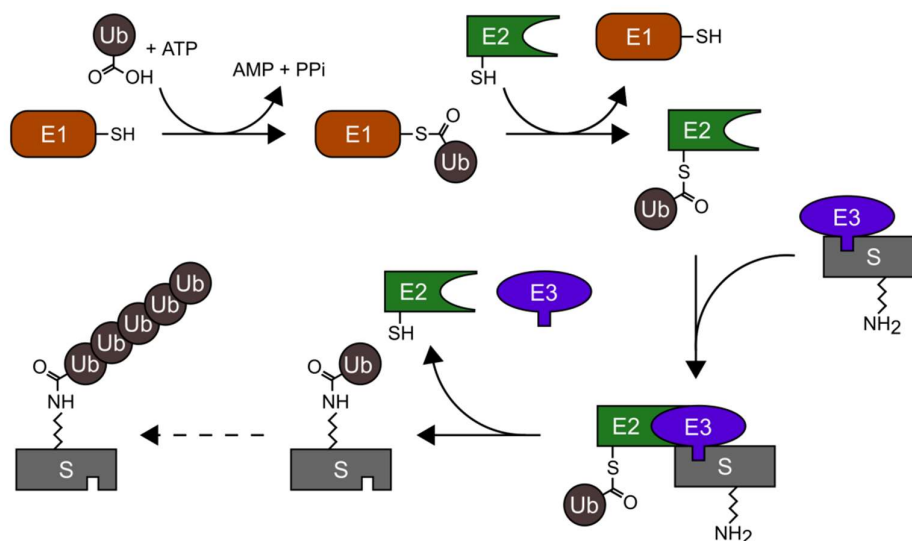 Ub
+ ATP
O
OH
AMP + PPi
E1
SH
E1
S
O
Ub
E2
SH
E1
SH
E2
S
Ub
O
E3
S
NH2
E2
SH
E3
Ub
Ub
Ub
Ub
Ub
O
NH
S
O
Ub
NH
S
E2
E3
S
S
Ub
O
NH2